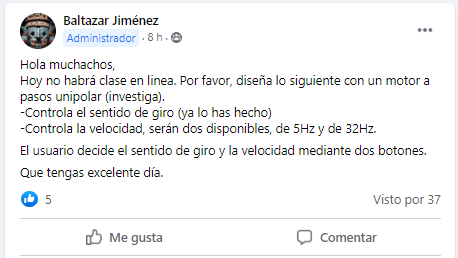 Baltazar Jiménez
Administrador · 8 h ·
Hola muchachos,
Hoy no habrá clase en linea. Por favor, diseña lo siguiente con un motor a
pasos unipolar (investiga).
-Controla el sentido de giro (ya lo has hecho)
-Controla la velocidad, serán dos disponibles, de 5Hz y de 32Hz.
El usuario decide el sentido de giro y la velocidad mediante dos botones.
Que tengas excelente día.
5 Visto por 37
Me gusta Comentar